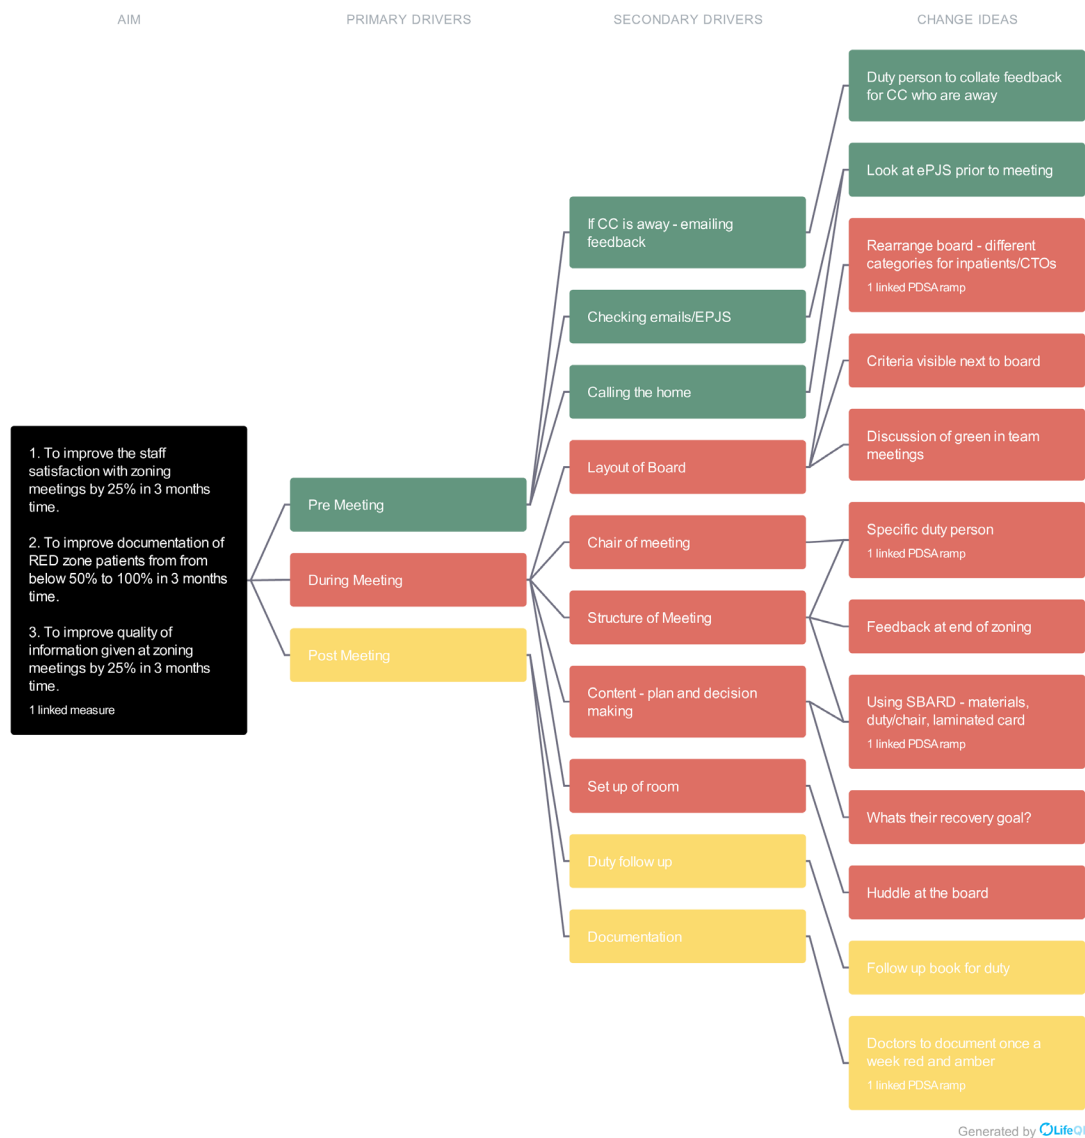 AIM
PRIMARY DRIVERS
SECONDARY DRIVERS
CHANGE IDEAS
1. To improve the staff
satisfaction with zoning
meetings by 25% in 3 months
time.
2. To improve documentation of
RED zone patients from from
below 50% to 100% in 3 months
time.
3. To improve quality of
information given at zoning
meetings by 25% in 3 months
time.
1 linked measure
Pre Meeting
During Meeting
Post Meeting
If CC is away - emailing
feedback
Checking emails/EPJS
Calling the home
Layout of Board
Chair of meeting
Structure of Meeting
Content - plan and decision
making
Set up of room
Duty follow up
Documentation
Duty person to collate feedback
for CC who are away
Look at ePJS prior to meeting
Rearrange board - different
categories for inpatients/CTOs
1 linked PDSA ramp
Criteria visible next to board
Discussion of green in team
meetings
Specific duty person
1 linked PDSA ramp
Feedback at end of zoning
Using SBARD - materials,
duty/chair, laminated card
1 linked PDSA ramp
Whats their recovery goal?
Huddle at the board
Follow up book for duty
Doctors to document once a
week red and amber
1 linked PDSA ramp
Generated by LifeQI